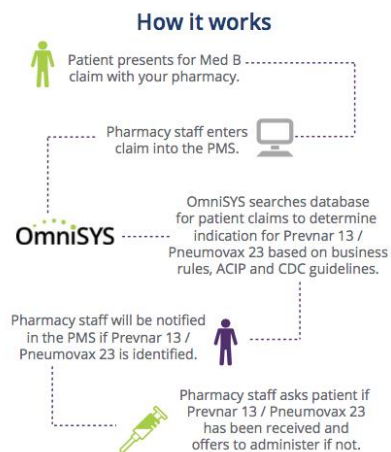 How it works
Patient presents for Med B
claim with your pharmacy.
Pharmacy staff enters
claim into the PMS.
OmniSYS searches database
for patient claims to determine
indication for Prevnar 13 /
Pneumovax 23 based on business
rules, ACIP and CDC guidelines.
OmniSYS
Pharmacy staff will be notified
in the PMS if Prevnar 13 /
Pneumovax 23 is identified.
Pharmacy staff asks patient if
Prevnar 13 / Pneumovax 23
has been received and
offers to administer if not.